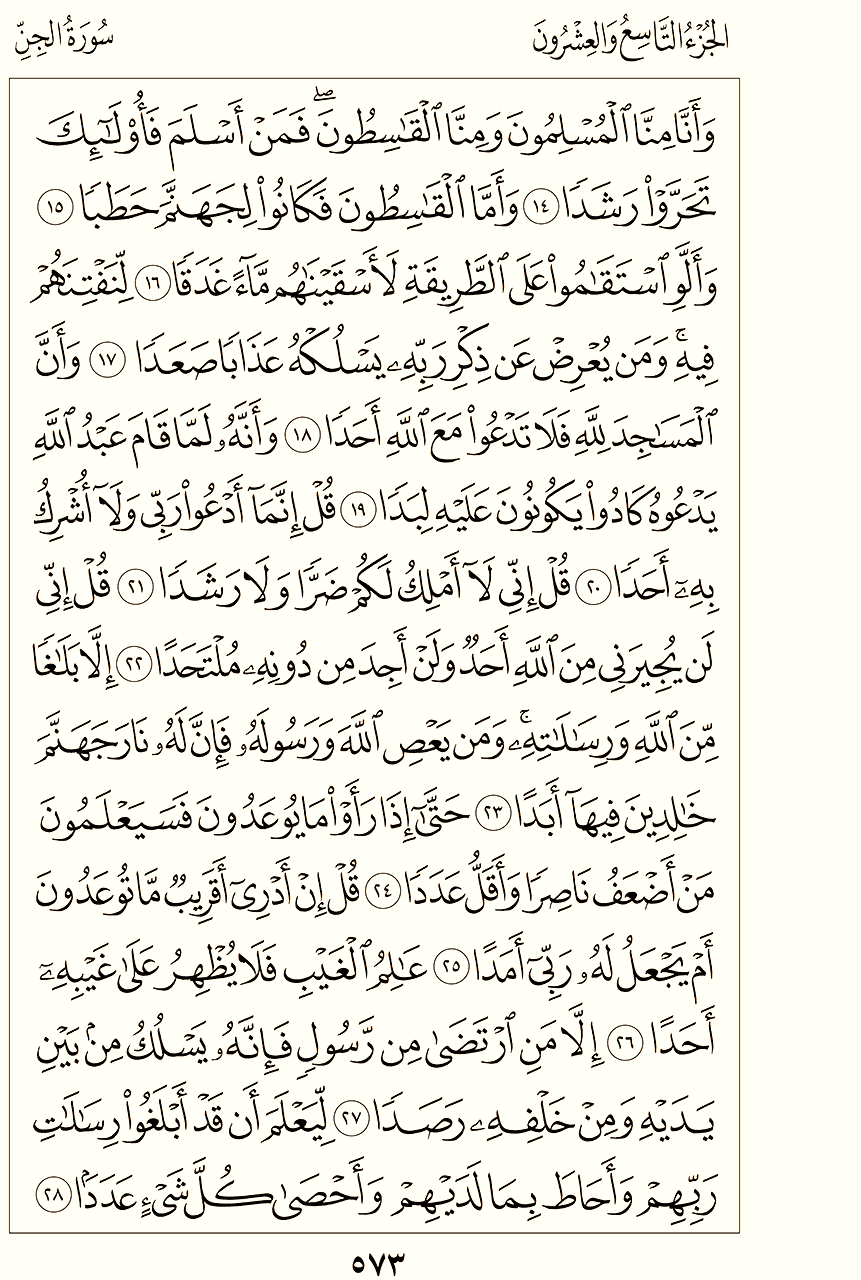 الجُزْءُ التَّاسِعُ وَالعِشْرُونَ
سُورَةُ الجِنِّ
وَأَنَّا مِنَّا ٱلْمُسْلِمُونَ وَمِنَّا ٱلْقَٰسِطُونَۖ فَمَنْ أَسْلَمَ فَأُو۟لَٰٓئِكَ
تَحَرَّوْا۟ رَشَدٗا ١٤ وَأَمَّا ٱلْقَٰسِطُونَ فَكَانُوا۟ لِجَهَنَّمَ حَطَبٗا ١٥
وَأَلَّوِ ٱسْتَقَٰمُوا۟ عَلَى ٱلطَّرِيقَةِ لَأَسْقَيْنَٰهُم مَّآءً غَدَقٗا ١٦ لِّنَفْتِنَهُمْ
فِيهِۚ وَمَن يُعْرِضْ عَن ذِكْرِ رَبِّهِۦ يَسْلُكْهُ عَذَابٗا صَعَدٗا ١٧ وَأَنَّ
ٱلْمَسَٰجِدَ لِلَّهِ فَلَا تَدْعُوا۟ مَعَ ٱللَّهِ أَحَدٗا ١٨ وَأَنَّهُۥ لَمَّا قَامَ عَبْدُ ٱللَّهِ
يَدْعُوهُ كَادُوا۟ يَكُونُونَ عَلَيْهِ لِبَدٗا ١٩ قُلْ إِنَّمَآ أَدْعُوا۟ رَبِّي وَلَآ أُشْرِكُ
بِهِۦٓ أَحَدٗا ٢٠ قُلْ إِنِّي لَآ أَمْلِكُ لَكُمْ ضَرّٗا وَلَا رَشَدٗا ٢١ قُلْ إِنِّي
لَن يُجِيرَنِي مِنَ ٱللَّهِ أَحَدٞ وَلَنْ أَجِدَ مِن دُونِهِۦ مُلْتَحَدًا ٢٢ إِلَّا بَلَٰغٗا
مِّنَ ٱللَّهِ وَرِسَٰلَٰتِهِۦۚ وَمَن يَعْصِ ٱللَّهَ وَرَسُولَهُۥ فَإِنَّ لَهُۥ نَارَ جَهَنَّمَ
خَٰلِدِينَ فِيهَآ أَبَدًا ٢٣ حَتَّىٰٓ إِذَا رَأَوْا۟ مَا يُوعَدُونَ فَسَيَعْلَمُونَ
مَنْ أَضْعَفُ نَاصِرٗا وَأَقَلُّ عَدَدٗا ٢٤ قُلْ إِنْ أَدْرِيٓ أَقَرِيبٞ مَّا تُوعَدُونَ
أَمْ يَجْعَلُ لَهُۥ رَبِّيٓ أَمَدًا ٢٥ عَٰلِمُ ٱلْغَيْبِ فَلَا يُظْهِرُ عَلَىٰ غَيْبِهِۦٓ
أَحَدًا ٢٦ إِلَّا مَنِ ٱرْتَضَىٰ مِن رَّسُولٖ فَإِنَّهُۥ يَسْلُكُ مِنۢ بَيْنِ
يَدَيْهِ وَمِنْ خَلْفِهِۦ رَصَدٗا ٢٧ لِّيَعْلَمَ أَن قَدْ أَبْلَغُوا۟ رِسَٰلَٰتِ
رَبِّهِمْ وَأَحَاطَ بِمَا لَدَيْهِمْ وَأَحْصَىٰ كُلَّ شَيْءٍ عَدَدَۢا ٢٨
٥٧٣